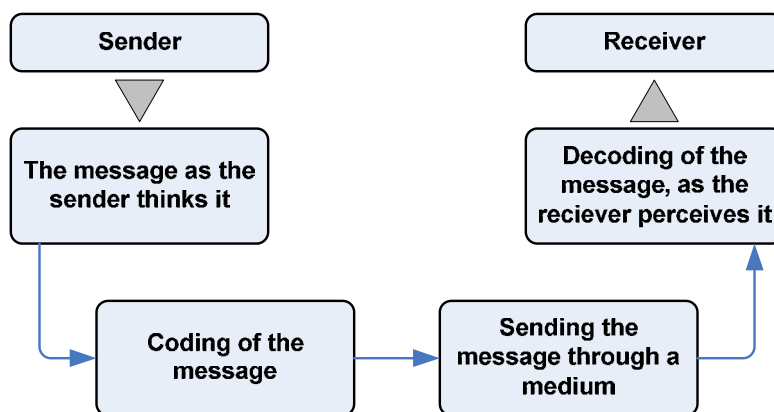 Sender
Receiver
The message as the
sender thinks it
Decoding of the
message, as the
reciever perceives it
Coding of the
message
Sending the
message through a
medium